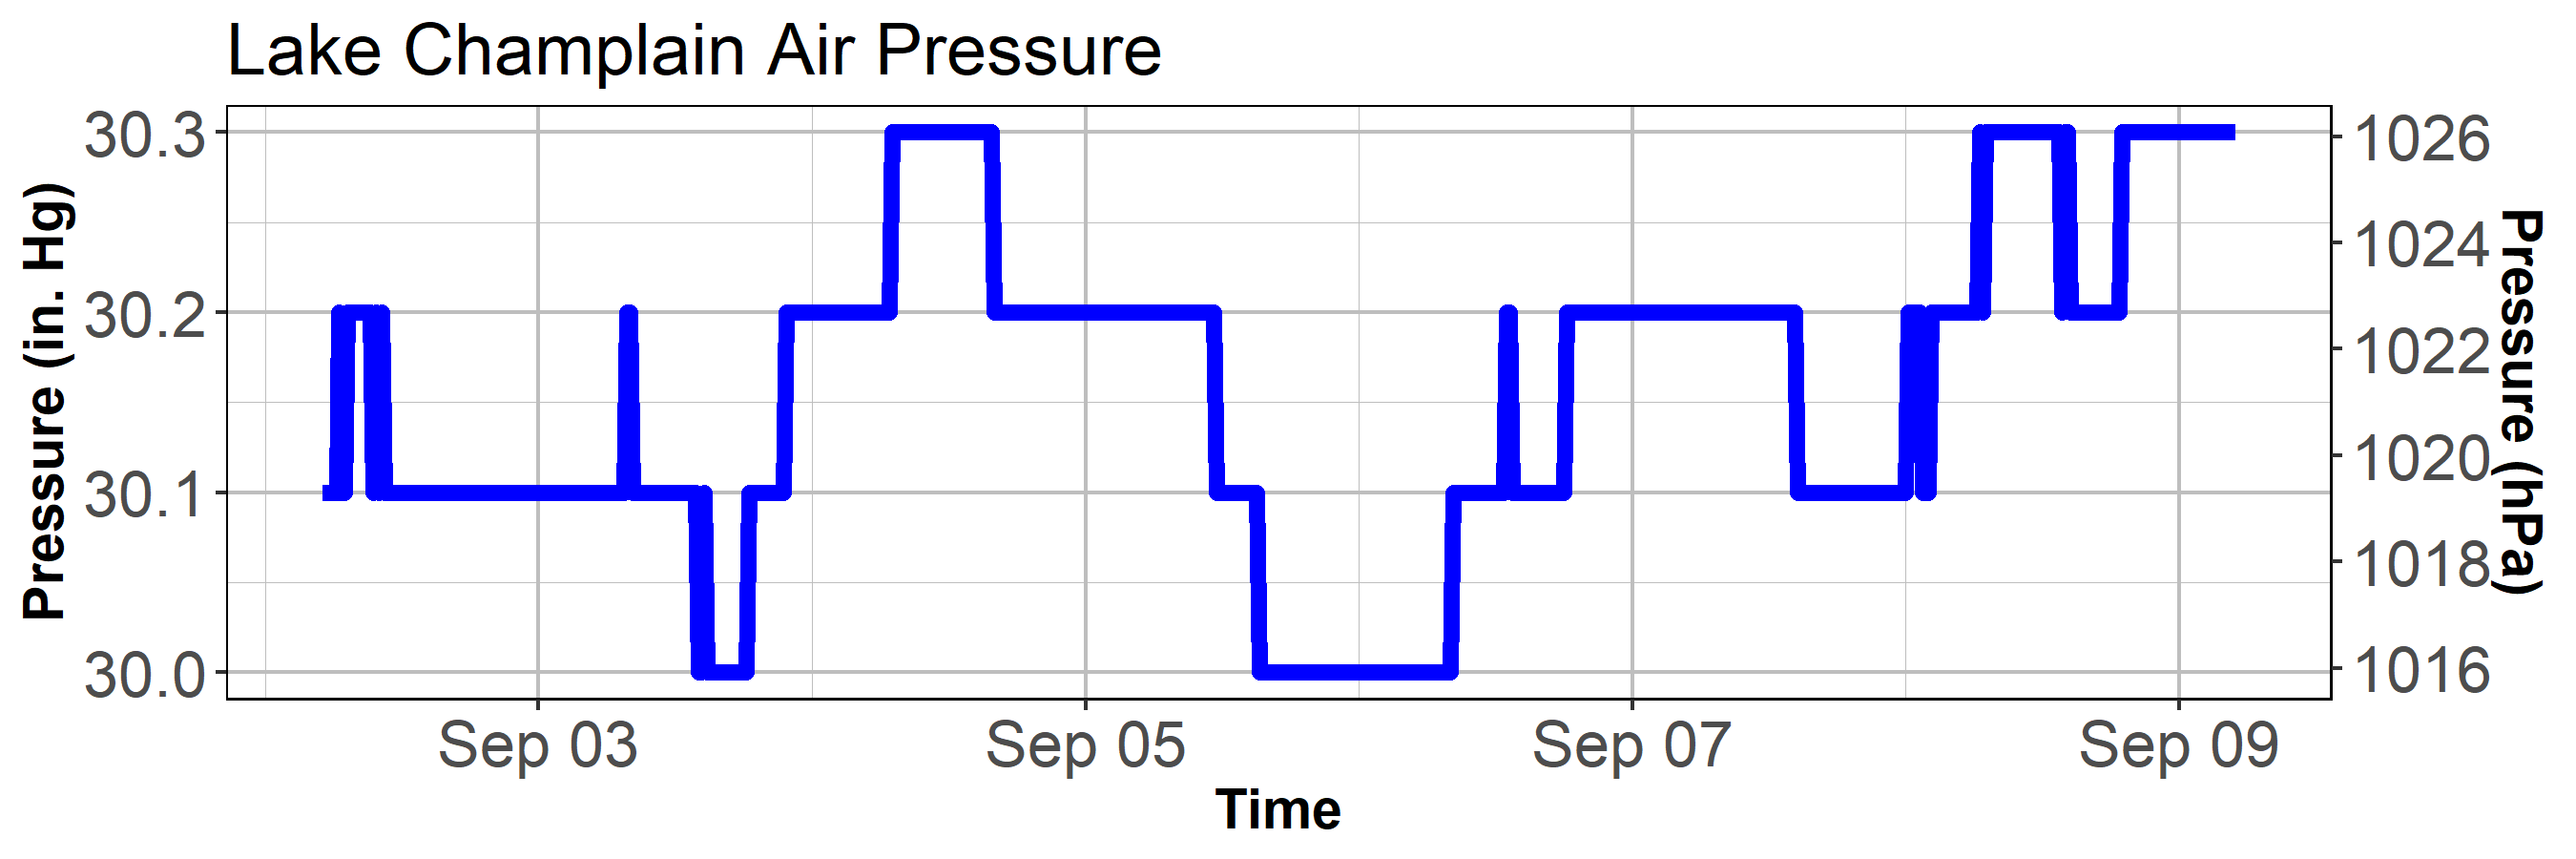 Lake Champlain Air Pressure
Pressure (in. Hg)
30.3
30.2
30.1
30.0
1026
1024
1022
1020
1018
1016
Pressure (hPa)
Sep 03 Sep 05 Sep 07 Sep 09
Time